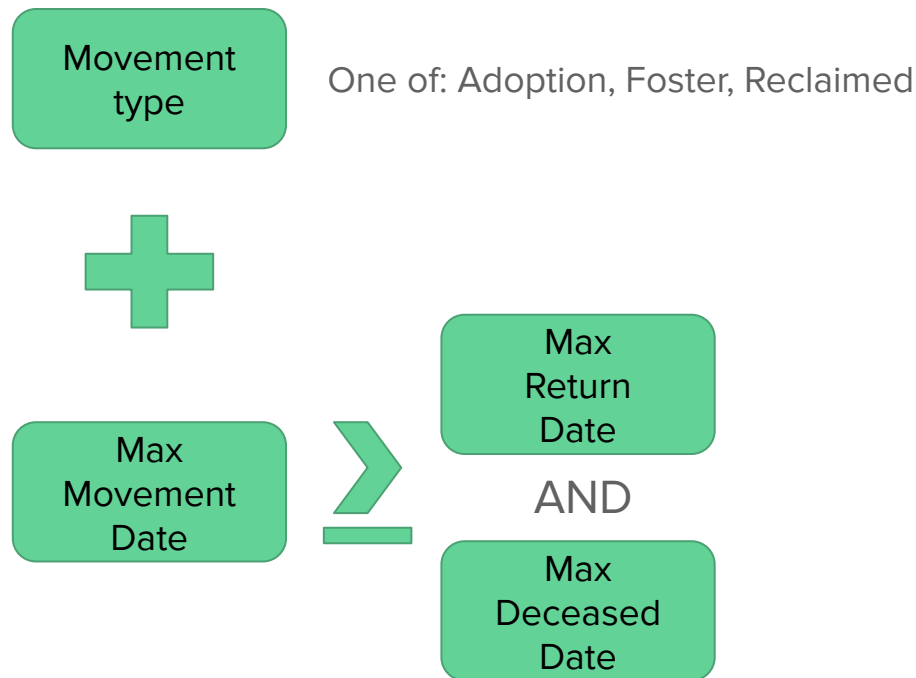 Movement
type
One of: Adoption, Foster, Reclaimed
Max
Movement
Date
Max
Return
Date
AND
Max
Deceased
Date